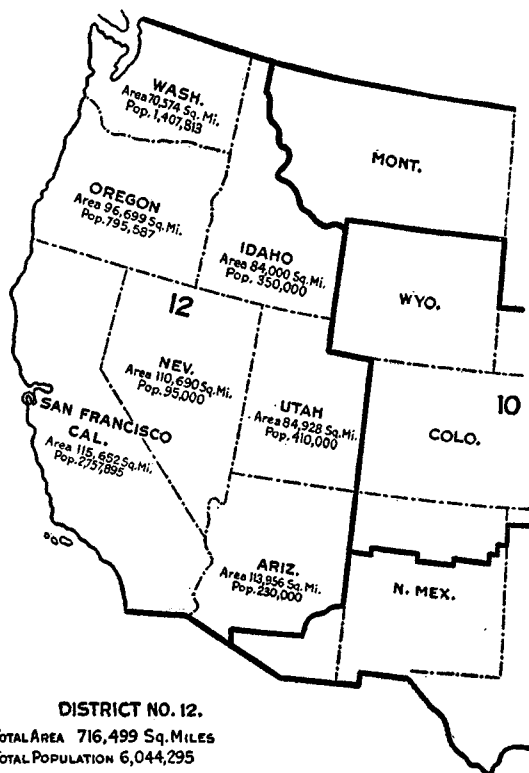 WASH.
Area 70,574 Sq. Mi.
Pop. 1,407,813
MONT.
OREGON
Area 96,699 Sq. Mi.
Pop. 795,587
IDAHO
Area 84,000 Sq. Mi.
Pop. 350,000
WYO.
12
NEV.
Area 110,690 Sq. Mi.
Pop. 95,000
UTAH
Area 84,928 Sq. Mi.
Pop. 410,000
10
COLO.
SAN FRANCISCO
CAL.
Area 115,652 Sq. Mi.
Pop. 2,757,895
ARIZ.
Area 113,956 Sq. Mi.
Pop. 230,000
N. MEX.
DISTRICT NO. 12.
TOTAL AREA 716,499 SQ. MILES
TOTAL POPULATION 6,044,295